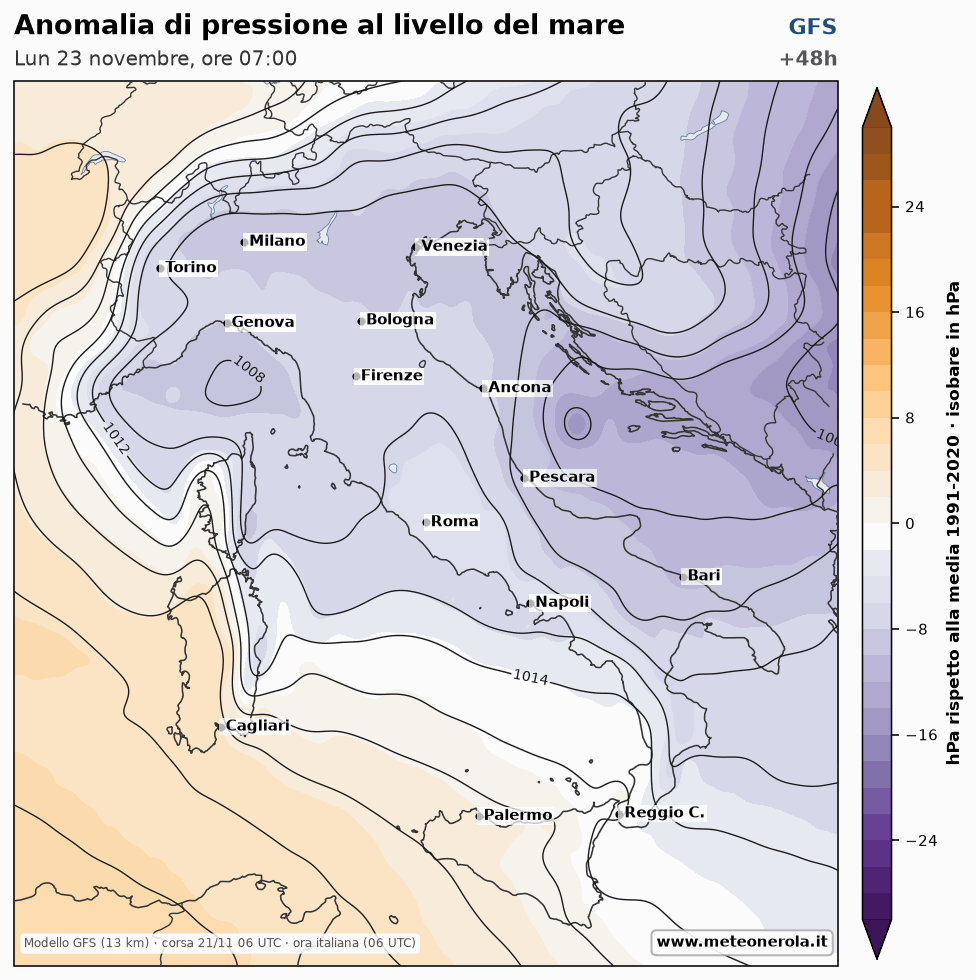 Anomalia di pressione al livello del mare
GFS
Lun 23 novembre, ore 07:00
+48h
Milano
Venezia
Torino
Genova
Bologna
1008
Firenze
Ancona
1012
Pescara
Roma
Bari
Napoli
1014
Cagliari
Palermo
Reggio C.
24
16
8
0
−8
−16
−24
hPa rispetto alla media 1991-2020 · isobare in hPa
Modello GFS (13 km) · corsa 21/11 06 UTC · ora italiana (06 UTC)
www.meteonerola.it